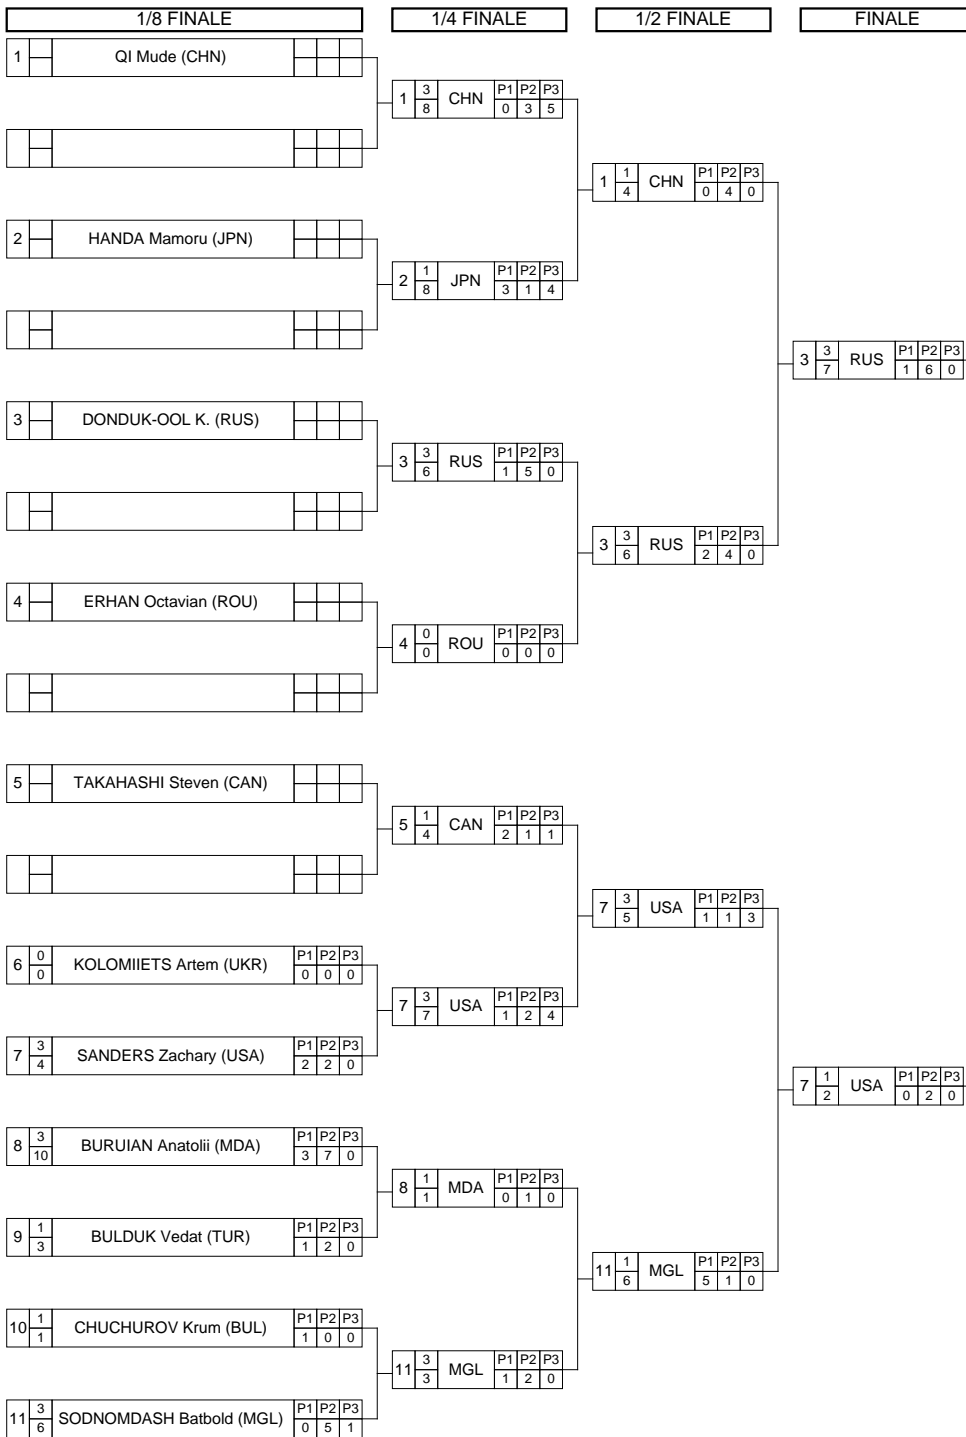 1/8 FINALE 1/4 FINALE 1/2 FINALE FINALE
1 QI Mude (CHN)
1 3 8 CHN P1 P2 P3 0 3 5
1 1 4 CHN P1 P2 P3 0 4 0
2 HANDA Mamoru (JPN)
2 1 8 JPN P1 P2 P3 3 1 4
3 3 7 RUS P1 P2 P3 1 6 0
3 DONDUK-OOL K. (RUS)
3 3 6 RUS P1 P2 P3 1 5 0
3 3 6 RUS P1 P2 P3 2 4 0
4 ERHAN Octavian (ROU)
4 0 0 ROU P1 P2 P3 0 0 0
5 TAKAHASHI Steven (CAN)
5 1 4 CAN P1 P2 P3 2 1 1
7 3 5 USA P1 P2 P3 1 1 3
6 0 0 KOLOMIIETS Artem (UKR) P1 P2 P3 0 0 0
7 3 7 USA P1 P2 P3 1 2 4
7 3 4 SANDERS Zachary (USA) P1 P2 P3 2 2 0
7 1 2 USA P1 P2 P3 0 2 0
8 3 10 BURUIAN Anatolii (MDA) P1 P2 P3 3 7 0
8 1 1 MDA P1 P2 P3 0 1 0
9 1 3 BULDUK Vedat (TUR) P1 P2 P3 1 2 0
11 1 6 MGL P1 P2 P3 5 1 0
10 1 1 CHUCHUROV Krum (BUL) P1 P2 P3 1 0 0
11 3 3 MGL P1 P2 P3 1 2 0
11 3 6 SODNOMDASH Batbold (MGL) P1 P2 P3 0 5 1